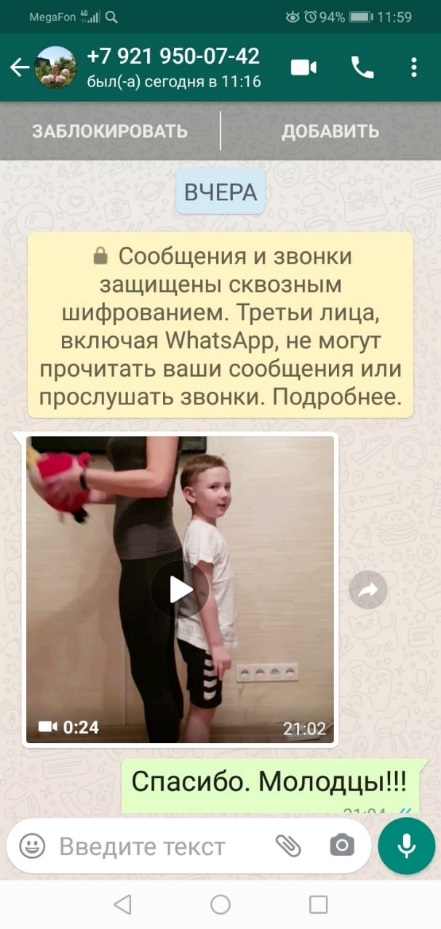 MegaFon 94% 11:59
+7 921 950-07-42
был(-а) сегодня в 11:16
ЗАБЛОКИРОВАТЬ ДОБАВИТЬ
ВЧЕРА
Сообщения и звонки
защищены сквозным
шифрованием. Третьи лица,
включая WhatsApp, не могут
прочитать ваши сообщения или
прослушать звонки. Подробнее.
0:24 21:02
Спасибо. Молодцы!!!
Введите текст